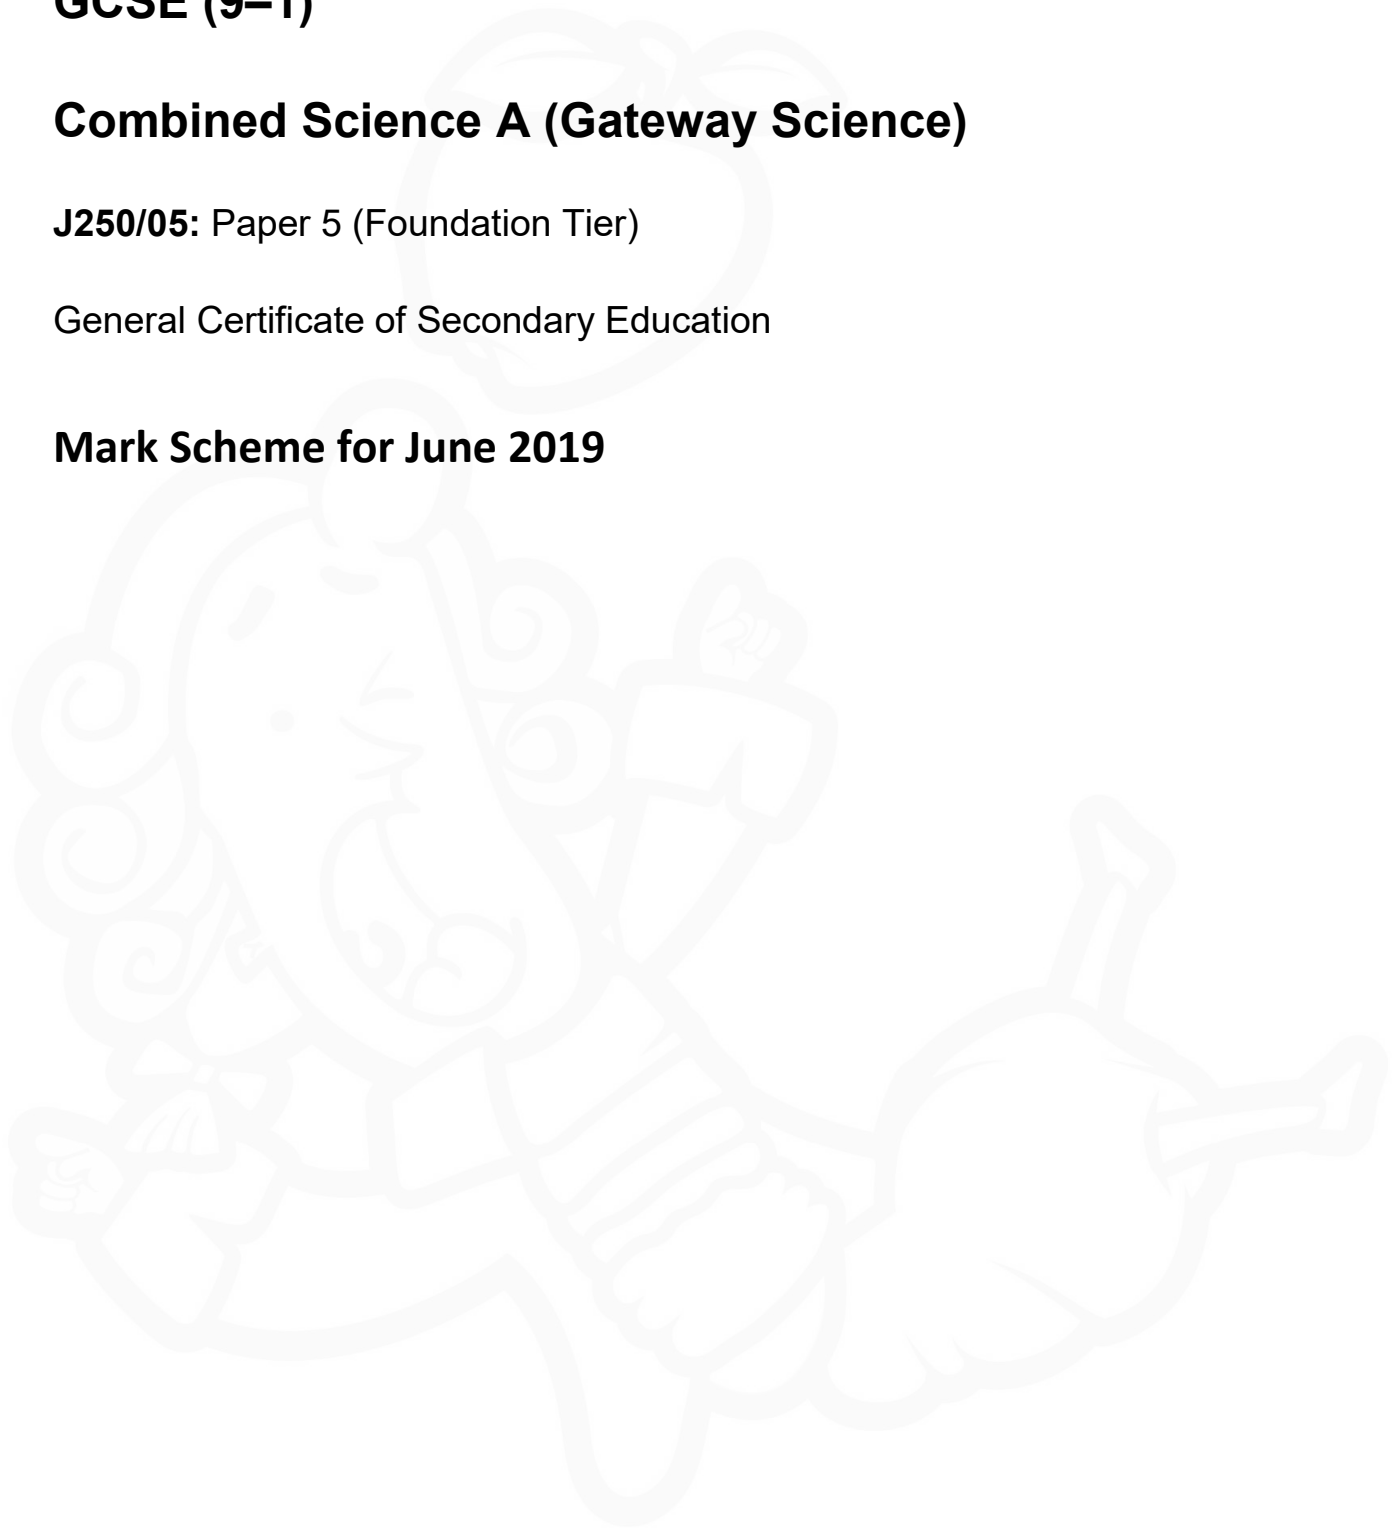 GCSE (9–1)
Combined Science A (Gateway Science)
J250/05: Paper 5 (Foundation Tier)
General Certificate of Secondary Education
Mark Scheme for June 2019